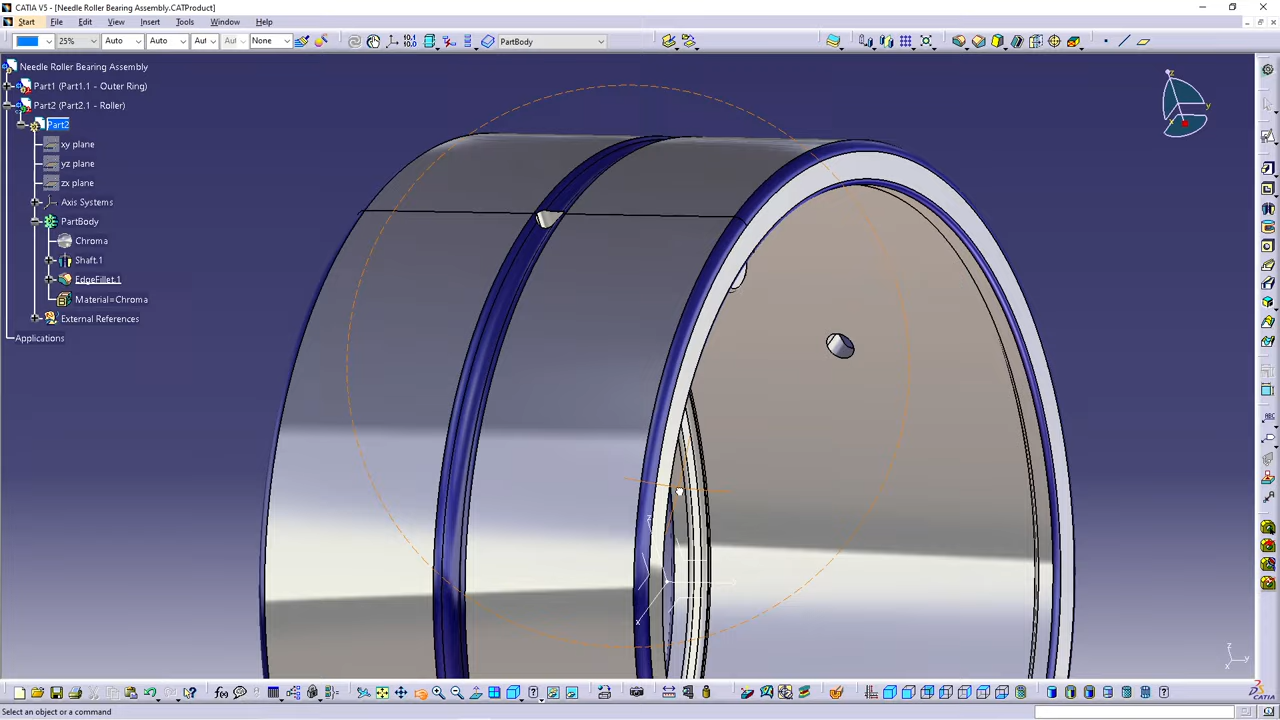 CATIA V5 - [Needle Roller Bearing Assembly.CATProduct]
Start File Edit View Insert Tools Window Help
25% Auto Auto Aut Aut None PartBody
Needle Roller Bearing Assembly
Part1 (Part1.1 - Outer Ring)
Part2 (Part2.1 - Roller)
Part2
xy plane
yz plane
zx plane
Axis Systems
PartBody
Chroma
Shaft.1
EdgeFillet.1
Material=Chroma
External References
Applications
z
y
x
z
x
z
y
x
Select an object or a command
CATIA